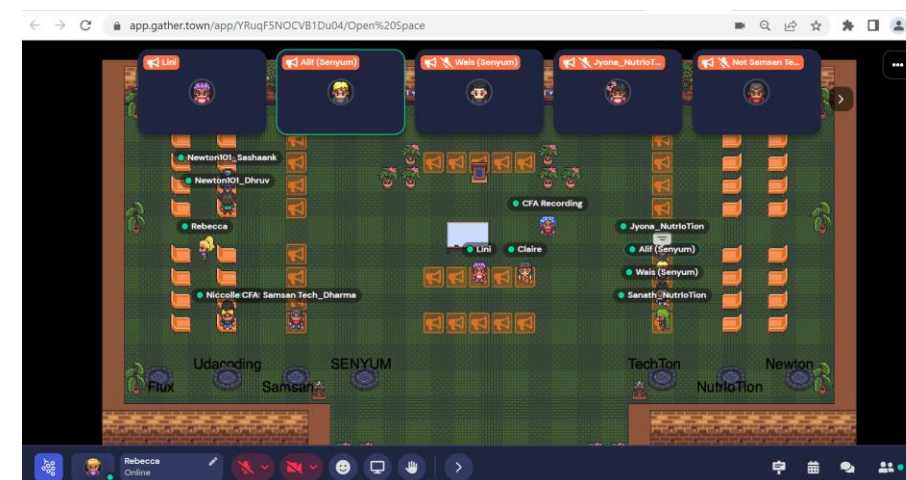 app.gather.town/app/YRuqF5NOCVB1Du04/Open%20Space
Lini
Alif (Senyum)
Wais (Senyum)
Jyona_NutrioT...
Not Samsan Te...
Newton101_Sashaank
Newton101_Dhruv
CFA Recording
Rebecca
Jyona_NutrioTion
Lini
Claire
Alif (Senyum)
Wais (Senyum)
Niccolle CFA: Samsan Tech_Dharma
Sanath_NutrioTion
Udacoding
SENYUM
TechTon
Newton
Flux
Samsan
NutrioTion
Rebecca
Online